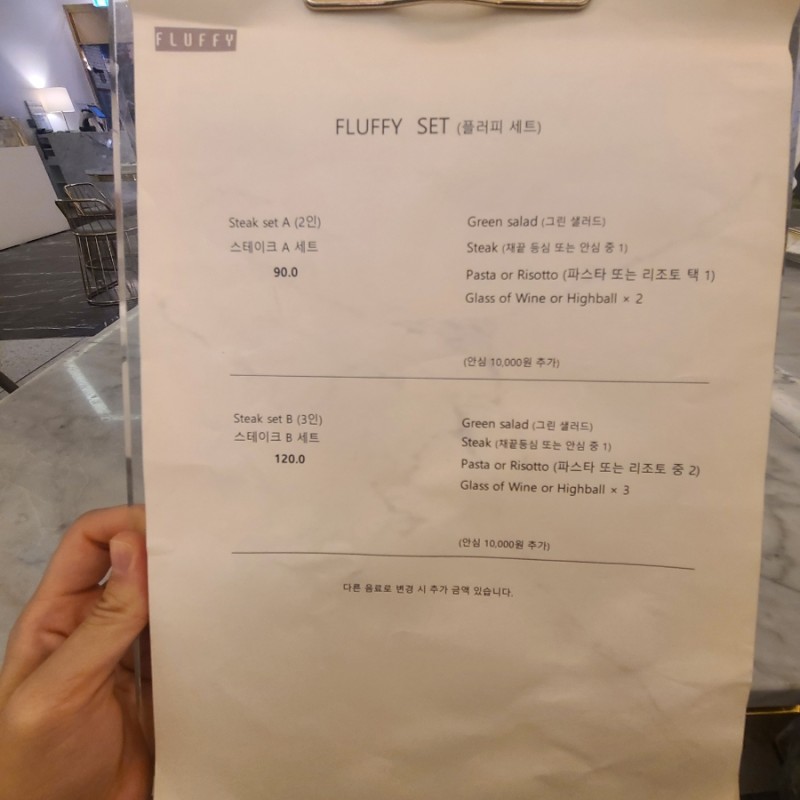 FLUFFY
FLUFFY SET (플러피 세트)
Steak set A (2인)
스테이크 A 세트
90.0
Green salad (그린 샐러드)
Steak (채끝 등심 또는 안심 중 1)
Pasta or Risotto (파스타 또는 리조토 택 1)
Glass of Wine or Highball × 2
(안심 10,000원 추가)
Steak set B (3인)
스테이크 B 세트
120.0
Green salad (그린 샐러드)
Steak (채끝등심 또는 안심 중 1)
Pasta or Risotto (파스타 또는 리조토 중 2)
Glass of Wine or Highball × 3
(안심 10,000원 추가)
다른 음료로 변경 시 추가 금액 있습니다.